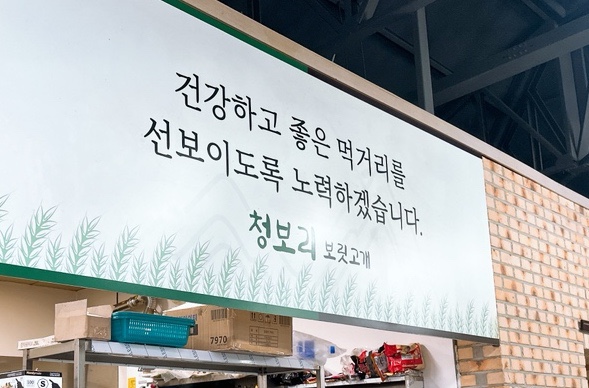 건강하고 좋은 먹거리를
선보이도록 노력하겠습니다.
청보리 보릿고개
7970